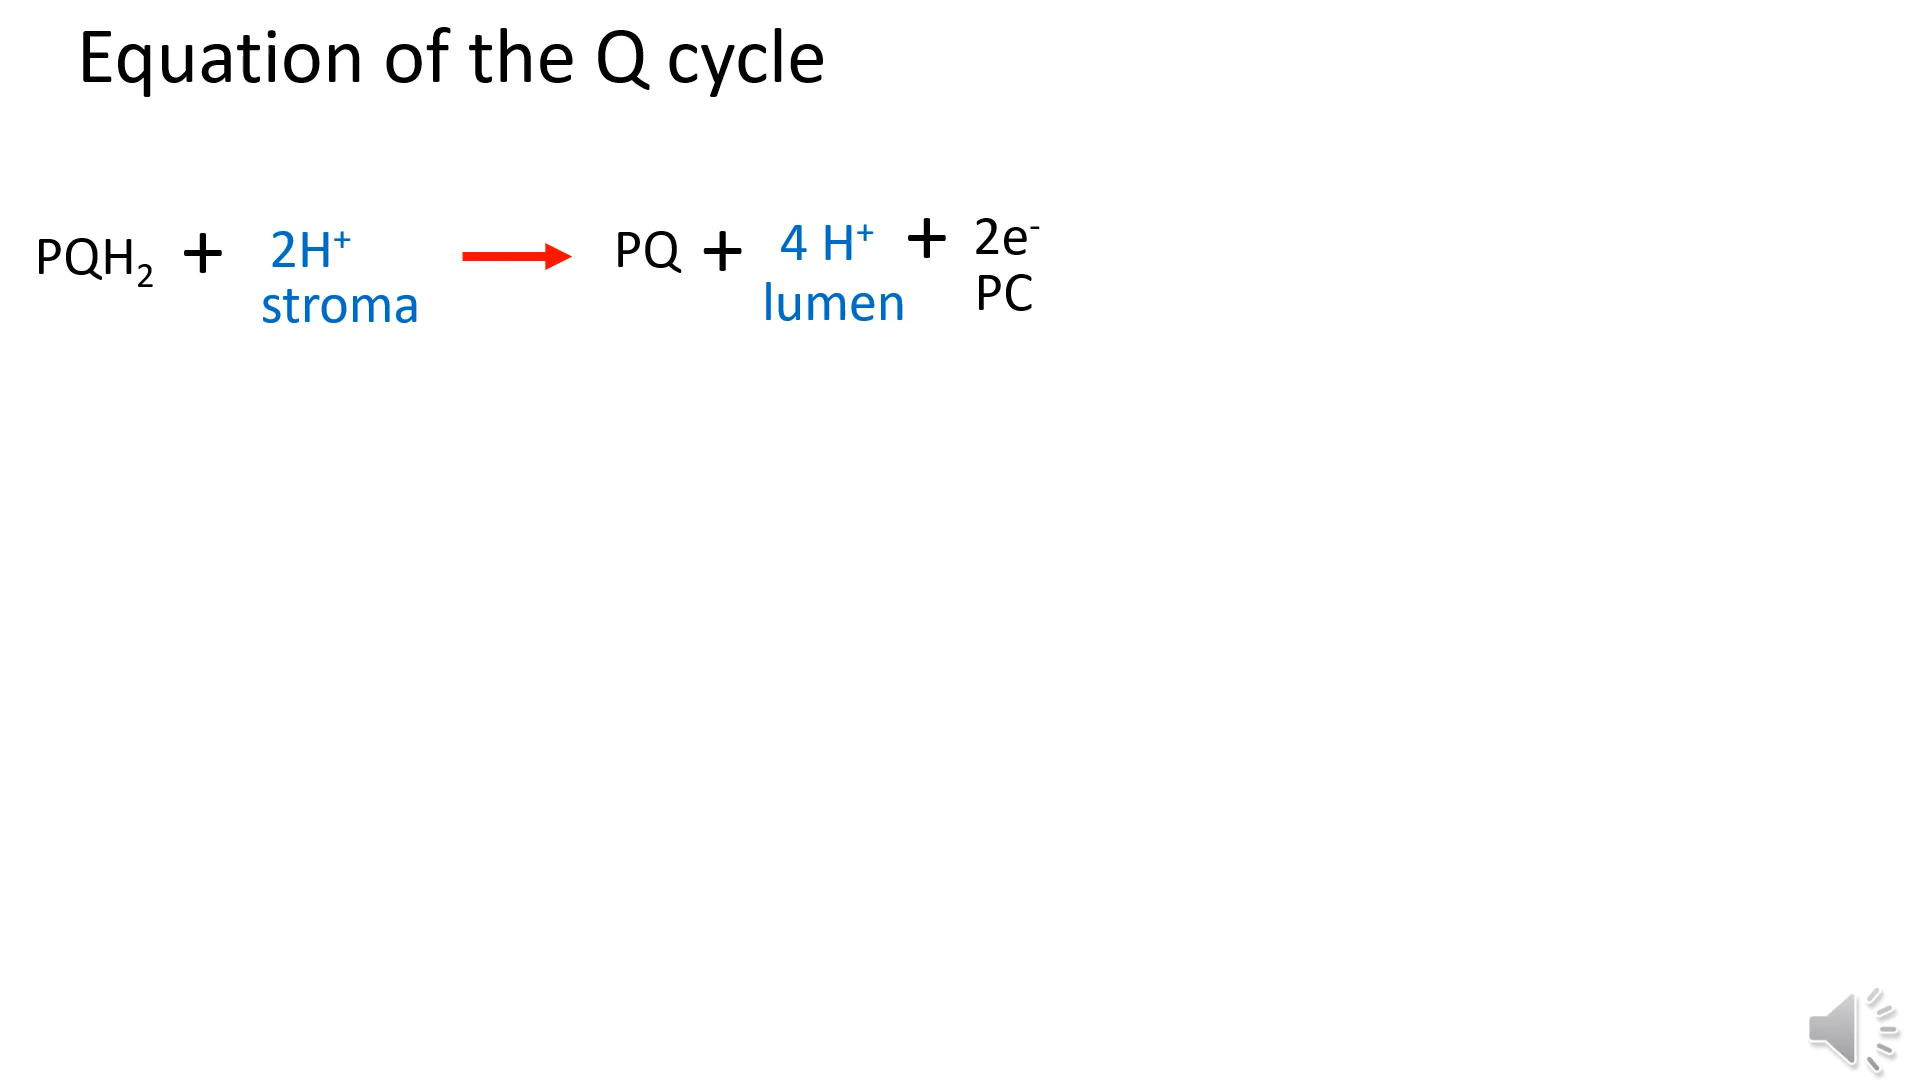 Equation of the Q cycle
PQH₂ + 2H⁺ → PQ + 4 H⁺ + 2e⁻
stroma lumen PC